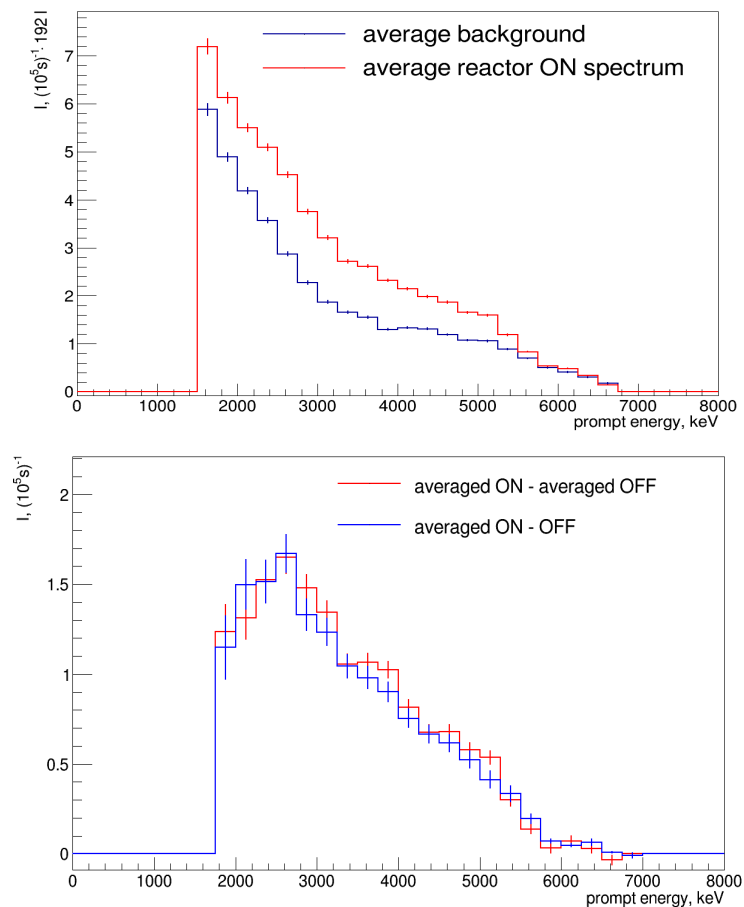 I, (10⁵s)⁻¹·192 l
average background
average reactor ON spectrum
7
6
5
4
3
2
1
0
0 1000 2000 3000 4000 5000 6000 7000 8000
prompt energy, keV
I, (10⁵s)⁻¹
averaged ON - averaged OFF
averaged ON - OFF
2
1.5
1
0.5
0
0 1000 2000 3000 4000 5000 6000 7000 8000
prompt energy, keV